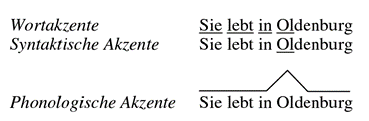 Wortakzente Sie lebt in Oldenburg
Syntaktische Akzente Sie lebt in Oldenburg
Phonologische Akzente Sie lebt in Oldenburg